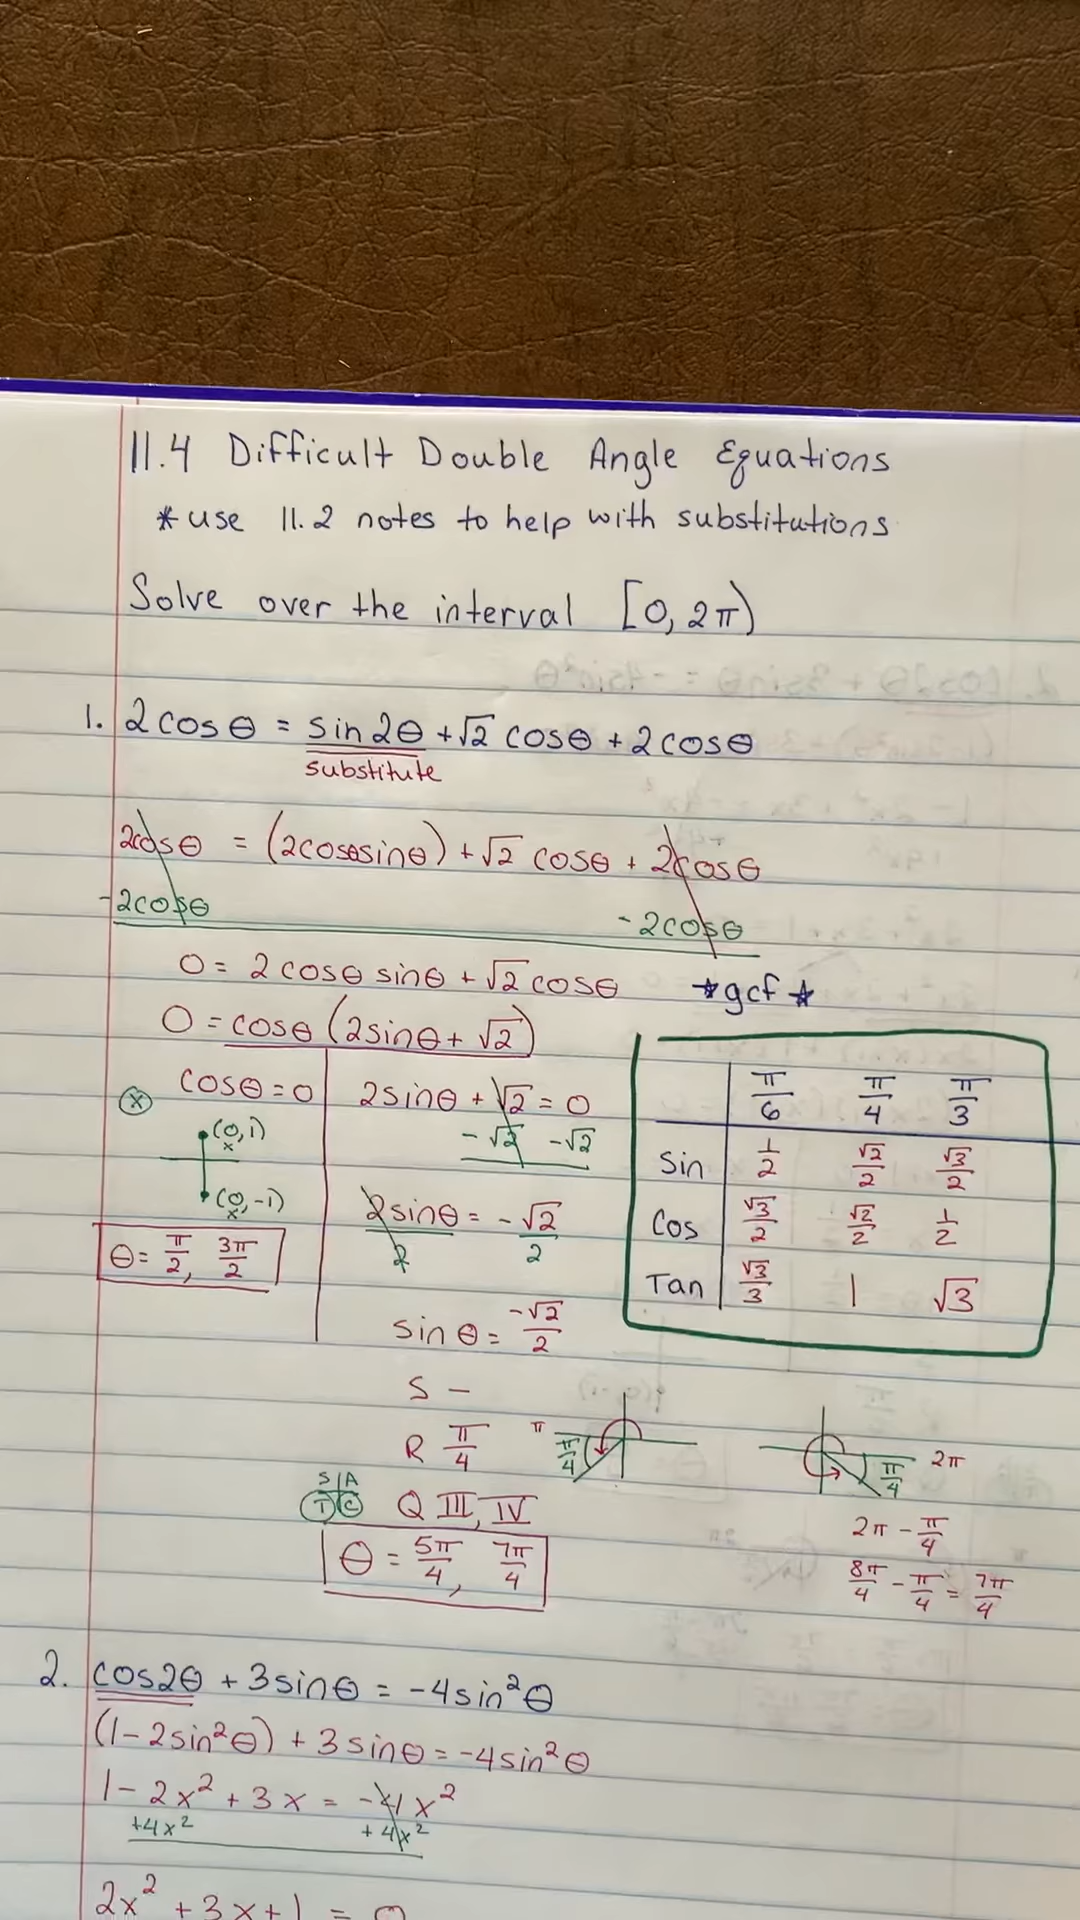 11.4 Difficult Double Angle Equations
* use 11.2 notes to help with substitutions
Solve over the interval [0, 2π)
1. 2cosθ = sin2θ + √2 cosθ + 2cosθ
substitute
2cosθ = (2cosθsinθ) + √2 cosθ + 2cosθ
-2cosθ - 2cosθ
0 = 2cosθ sinθ + √2 cosθ *gcf*
0 = cosθ (2sinθ + √2)
x cosθ = 0
(0,1)
x
(0,-1)
x
θ = π/2, 3π/2
2sinθ + √2 = 0
- √2 - √2
2sinθ/2 = -√2/2
sinθ = -√2/2
S -
R π/4
S A
T C
Q III, IV
θ = 5π/4, 7π/4
π/6 π/4 π/3
Sin 1/2 √2/2 √3/2
Cos √3/2 √2/2 1/2
Tan √3/3 1 √3
π π/4
π/4 2π
2π - π/4
8π/4 - π/4 = 7π/4
2. cos2θ + 3sinθ = -4sin²θ
(1-2sin²θ) + 3sinθ = -4sin²θ
1 - 2x² + 3x = -4x²
+4x² + 4x²
2x² + 3x + 1 = 0